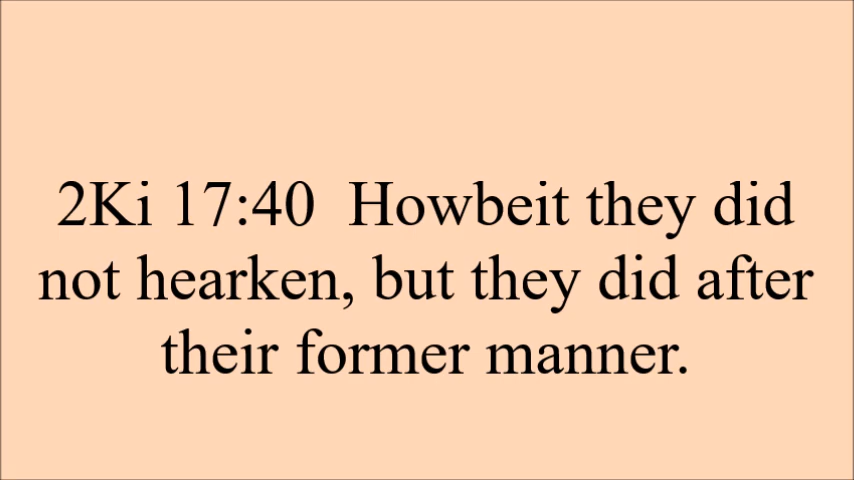 2Ki 17:40  Howbeit they did
not hearken, but they did after
their former manner.